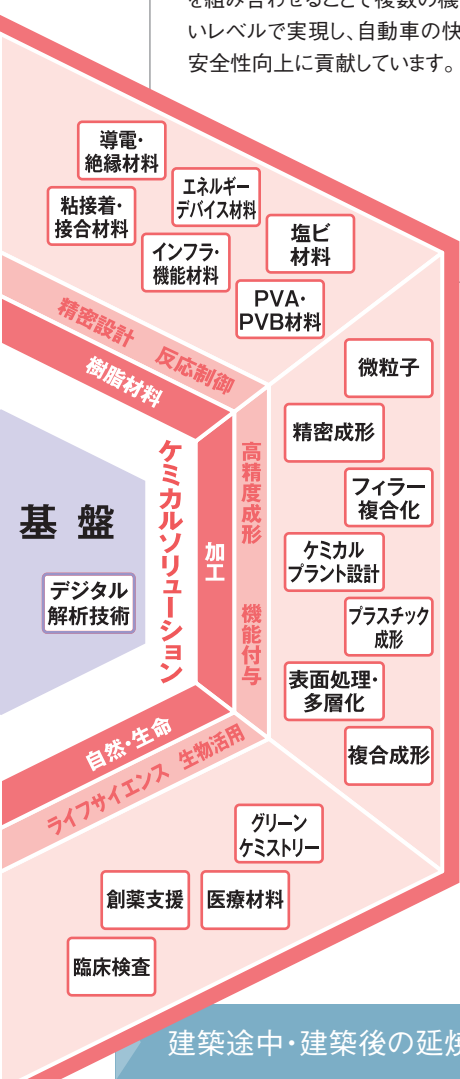 を組み合わせることで複数の機
いレベルで実現し、自動車の快
安全性向上に貢献しています。
導電・
絶縁材料
エネルギー
デバイス材料
粘接着・
接合材料
塩ビ
材料
インフラ・
機能材料
PVA・
PVB材料
精密設計 反応制御
樹脂材料
微粒子
精密成形
フィラー
複合化
ケミカル
プラント設計
プラスチック
成形
表面処理・
多層化
複合成形
高精度成形 機能付与
加工
ケミカルソリューション
基盤
デジタル
解析技術
自然・生命
ライフサイエンス 生物活用
グリーン
ケミストリー
創薬支援
医療材料
臨床検査
建築途中・建築後の延焼